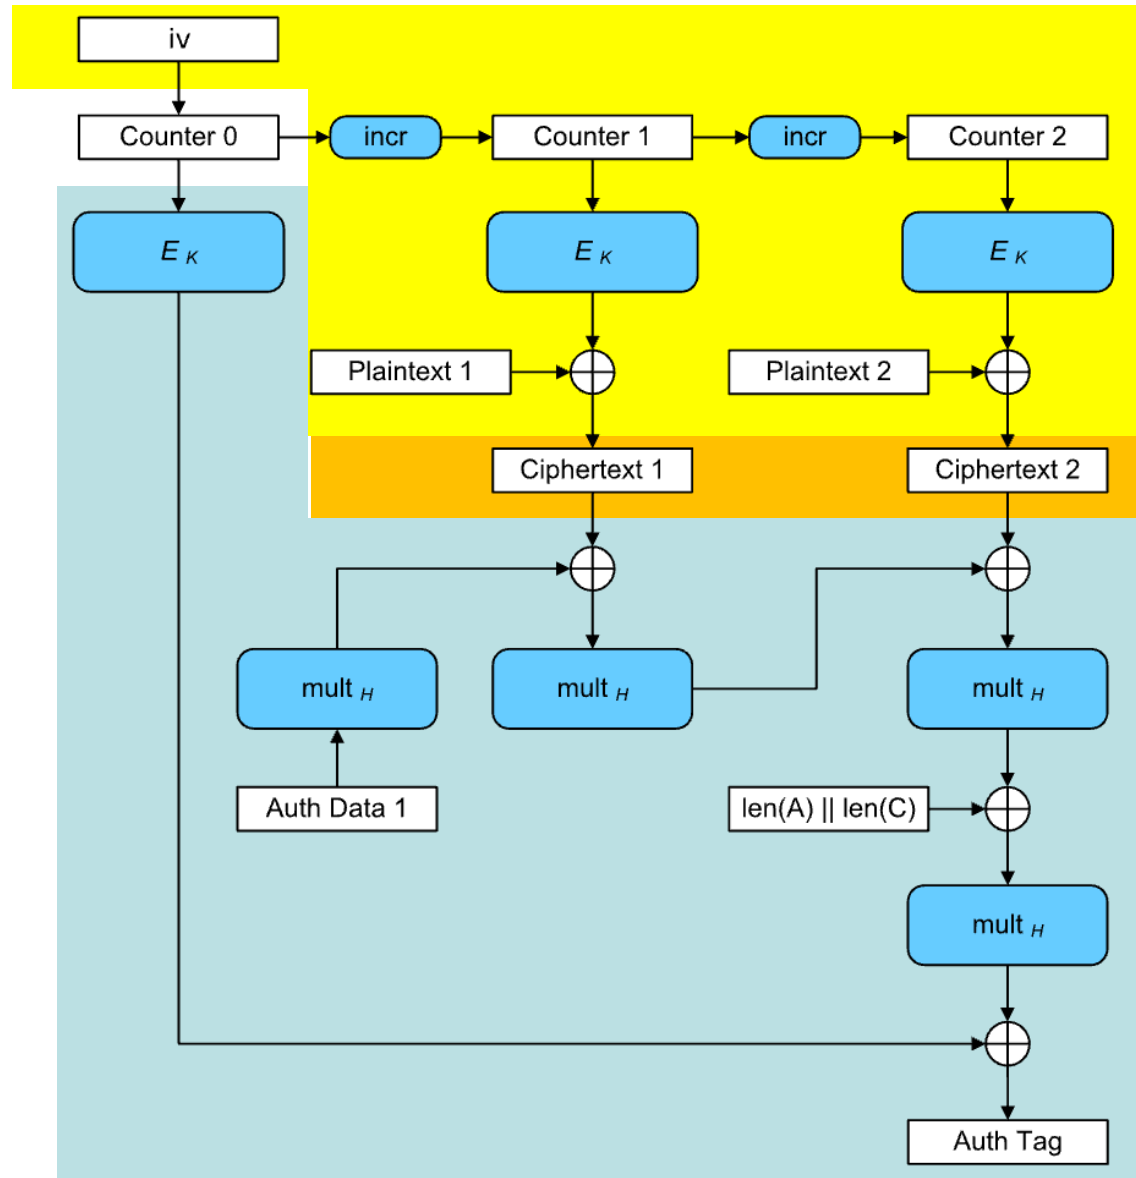 iv
Counter 0
incr
Counter 1
incr
Counter 2
E K
E K
E K
Plaintext 1
Plaintext 2
Ciphertext 1
Ciphertext 2
mult H
mult H
mult H
Auth Data 1
len(A) || len(C)
mult H
Auth Tag